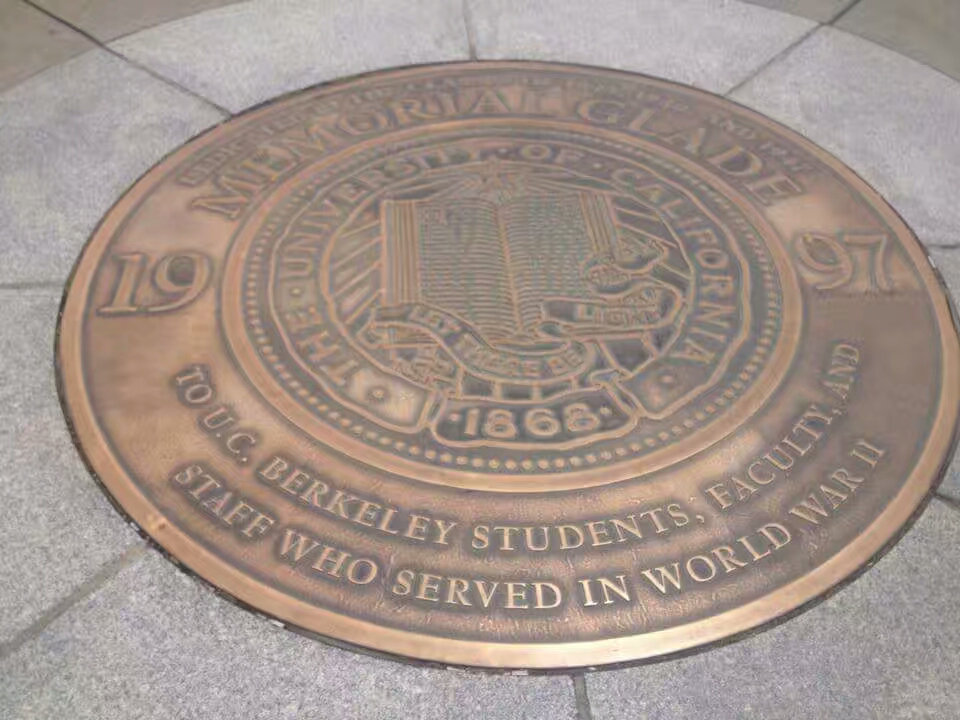 MEMORIAL GLADE
19 97
THE · UNIVERSITY · OF · CALIFORNIA ·
LET THERE BE LIGHT
· 1868 ·
TO U.C. BERKELEY STUDENTS, FACULTY, AND
STAFF WHO SERVED IN WORLD WAR II